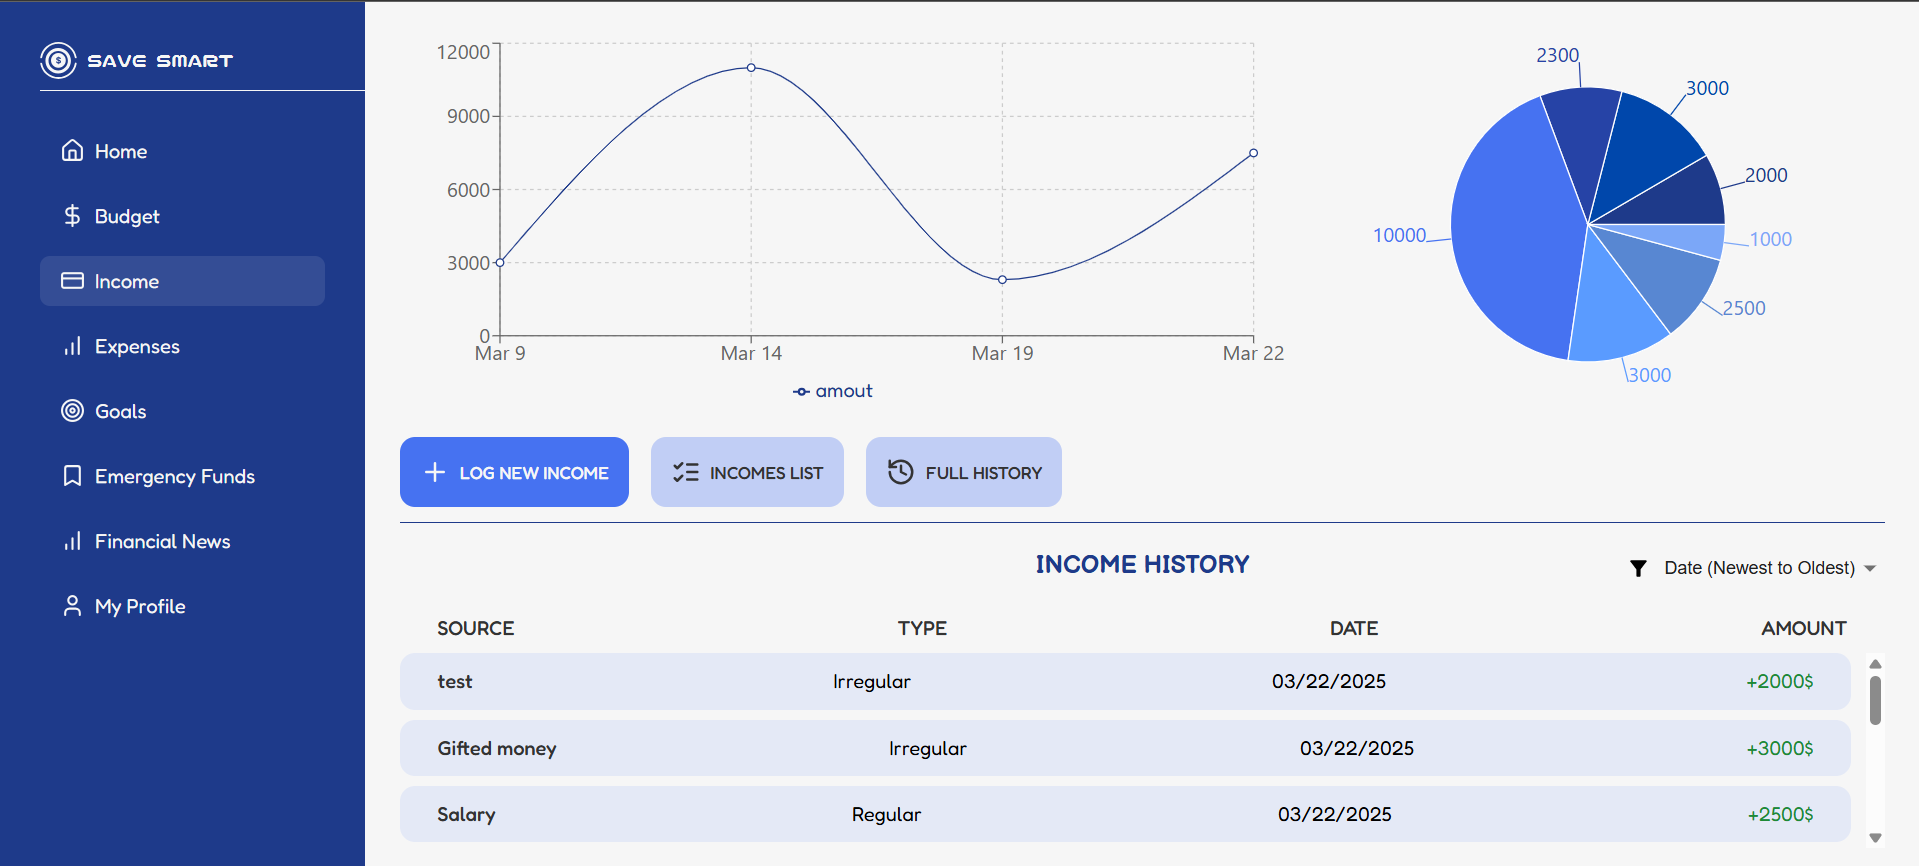 SAVE SMART
Home
Budget
Income
Expenses
Goals
Emergency Funds
Financial News
My Profile
12000
9000
6000
3000
0
Mar 9 Mar 14 Mar 19 Mar 22
amout
2300
3000
2000
10000
1000
2500
3000
LOG NEW INCOME
INCOMES LIST
FULL HISTORY
INCOME HISTORY
Date (Newest to Oldest)
SOURCE TYPE DATE AMOUNT
test Irregular 03/22/2025 +2000$
Gifted money Irregular 03/22/2025 +3000$
Salary Regular 03/22/2025 +2500$